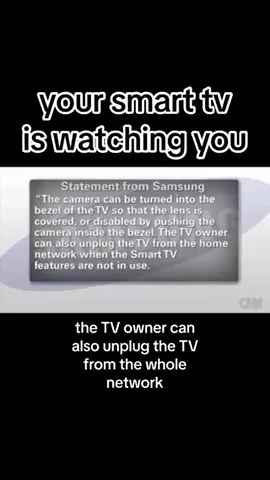 your smart tv
is watching you
Statement from Samsung
"The camera can be turned into the
bezel of the TV so that the lens is
covered, or disabled by pushing the
camera inside the bezel. The TV owner
can also unplug the TV from the home
network when the Smart TV
features are not in use.
the TV owner can
also unplug the TV
from the whole
network